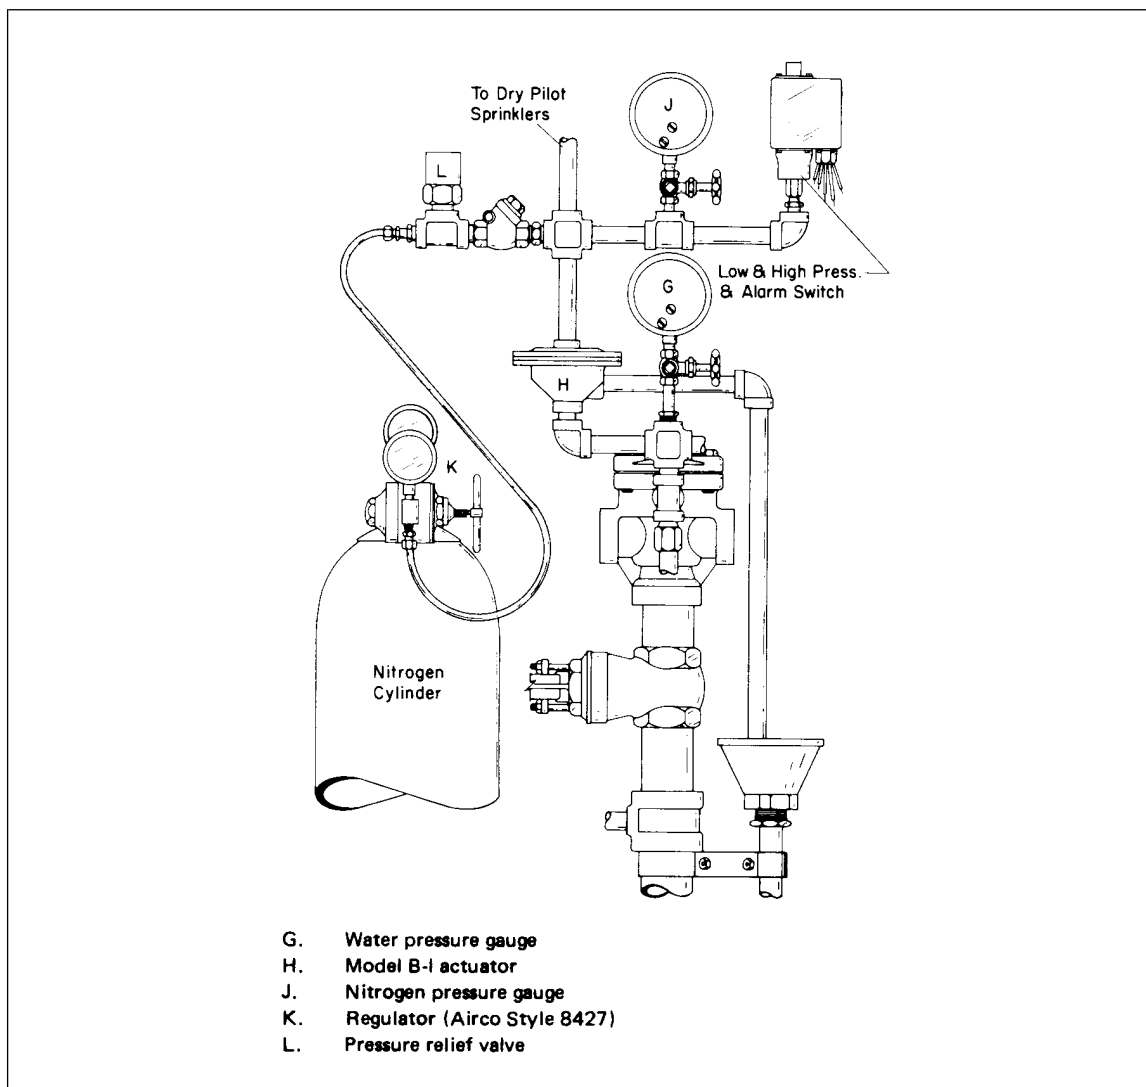 To Dry Pilot
Sprinklers
J
L
Low & High Press.
& Alarm Switch
G
H
K
Nitrogen
Cylinder
G. Water pressure gauge
H. Model B-I actuator
J. Nitrogen pressure gauge
K. Regulator (Airco Style 8427)
L. Pressure relief valve